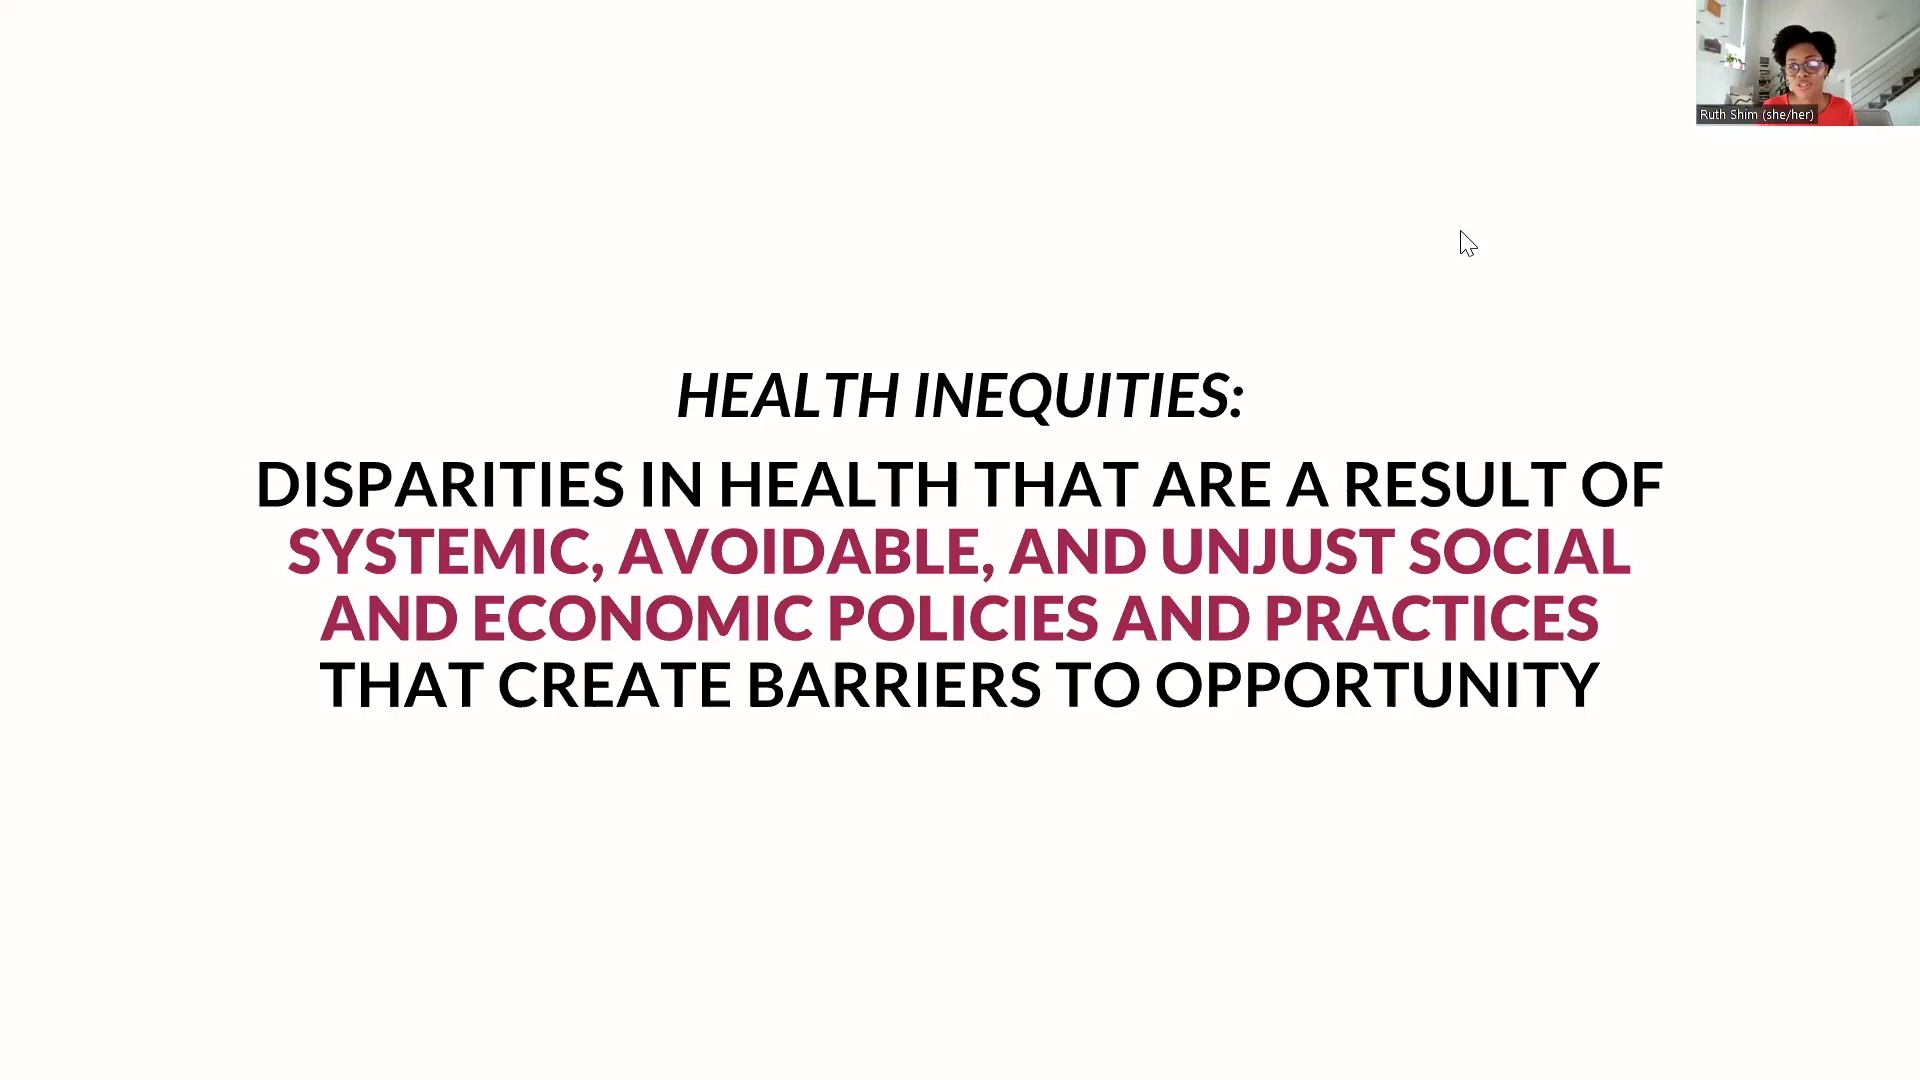 Ruth Shim (she/her)
HEALTH INEQUITIES:
DISPARITIES IN HEALTH THAT ARE A RESULT OF
SYSTEMIC, AVOIDABLE, AND UNJUST SOCIAL
AND ECONOMIC POLICIES AND PRACTICES
THAT CREATE BARRIERS TO OPPORTUNITY